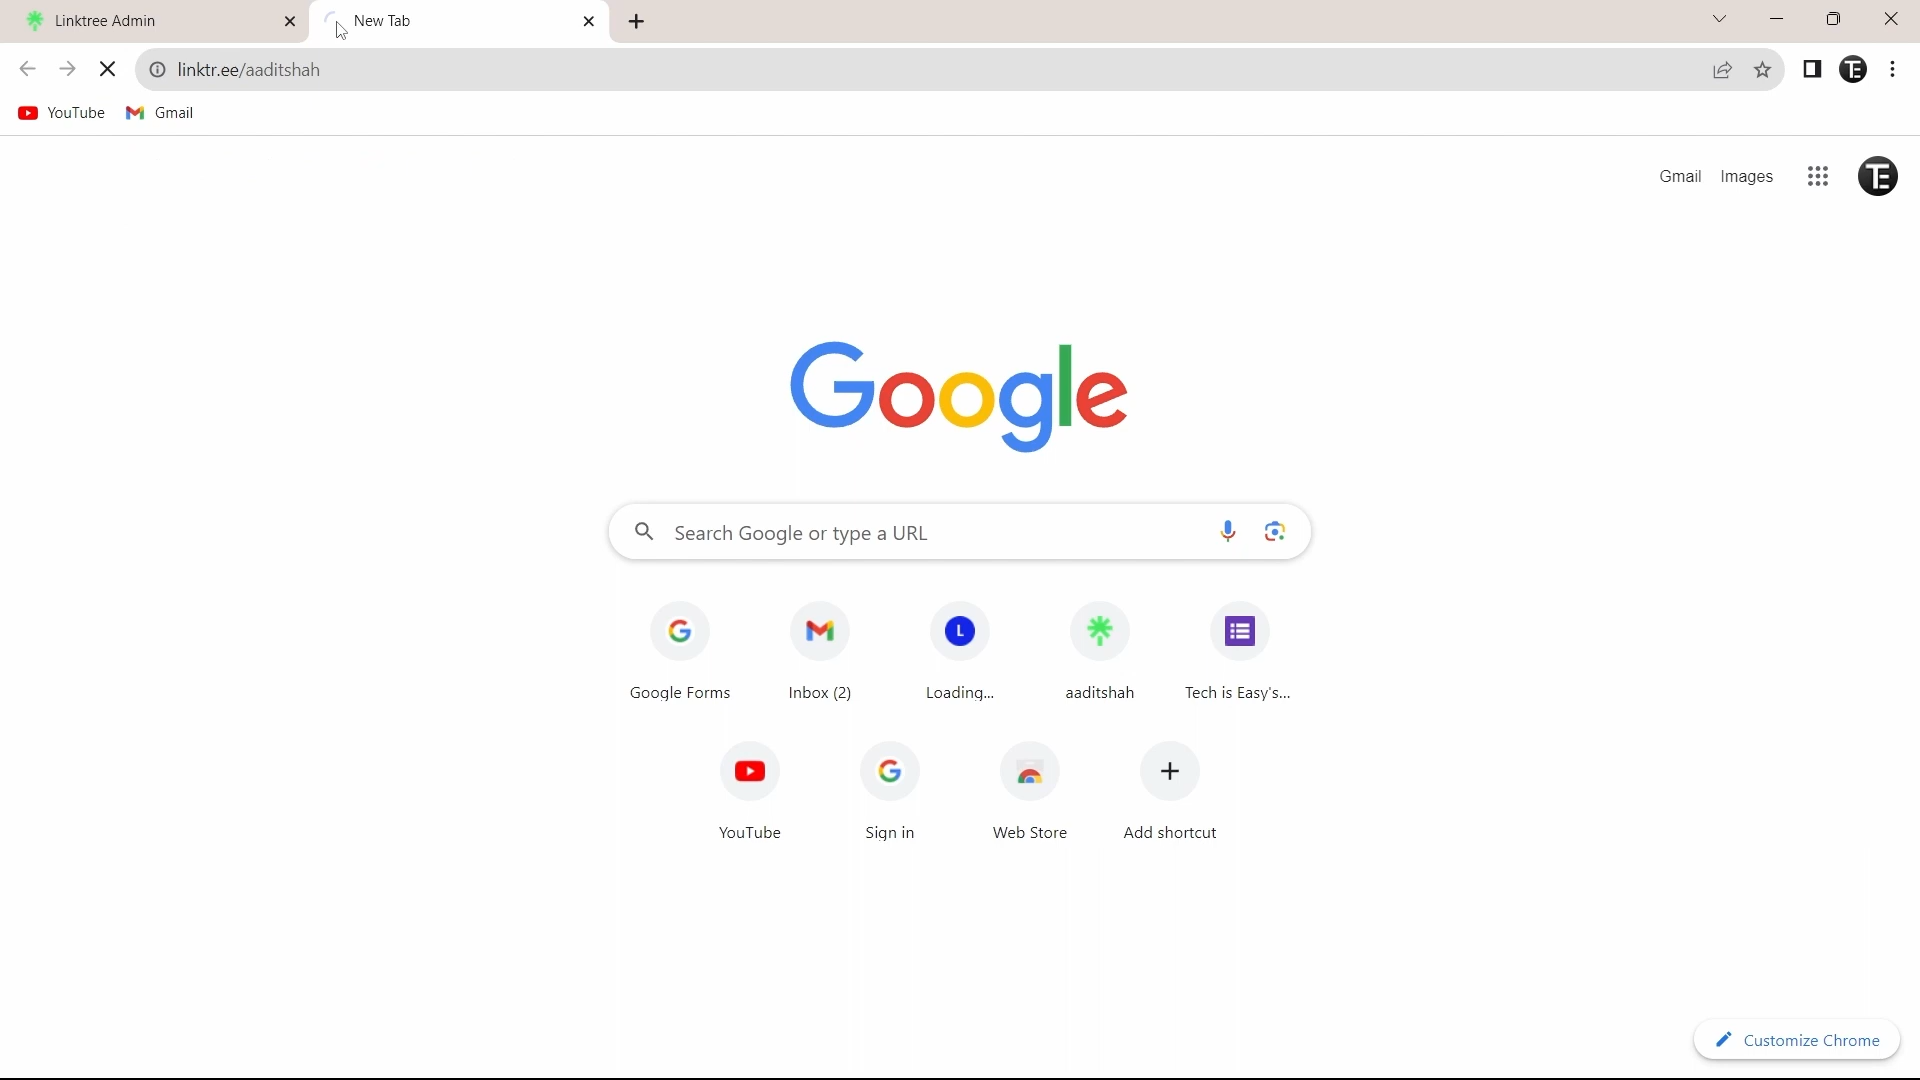 Linktree Admin
New Tab
linktr.ee/aaditshah
YouTube
Gmail
Gmail
Images
TE
Google
Search Google or type a URL
Google Forms
Inbox (2)
L
Loading...
aaditshah
Tech is Easy's...
YouTube
Sign in
Web Store
Add shortcut
Customize Chrome